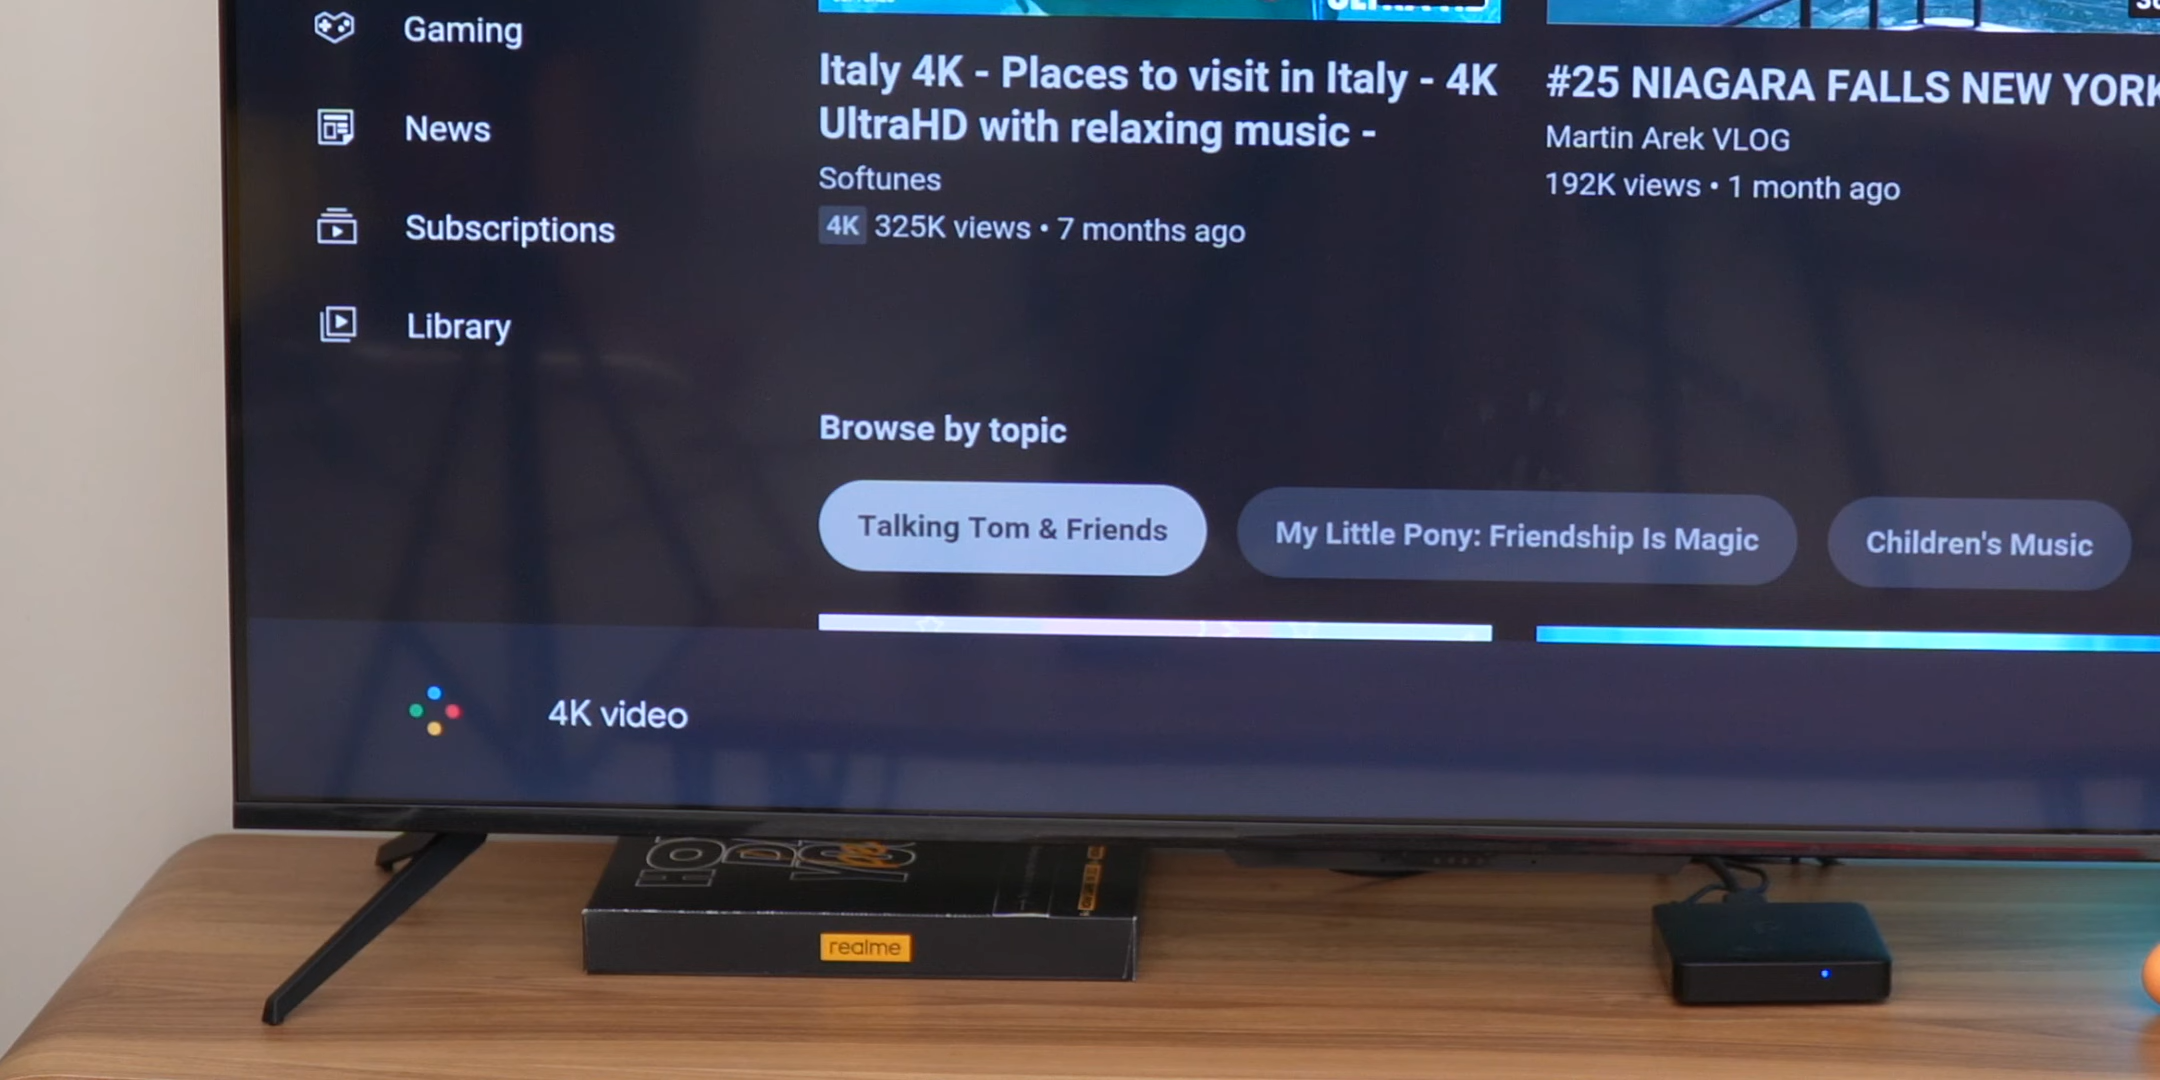 Gaming
News
Subscriptions
Library
Italy 4K - Places to visit in Italy - 4K
UltraHD with relaxing music -
Softunes
4K 325K views • 7 months ago
#25 NIAGARA FALLS NEW YORK
Martin Arek VLOG
192K views • 1 month ago
Browse by topic
Talking Tom & Friends
My Little Pony: Friendship Is Magic
Children's Music
4K video
realme